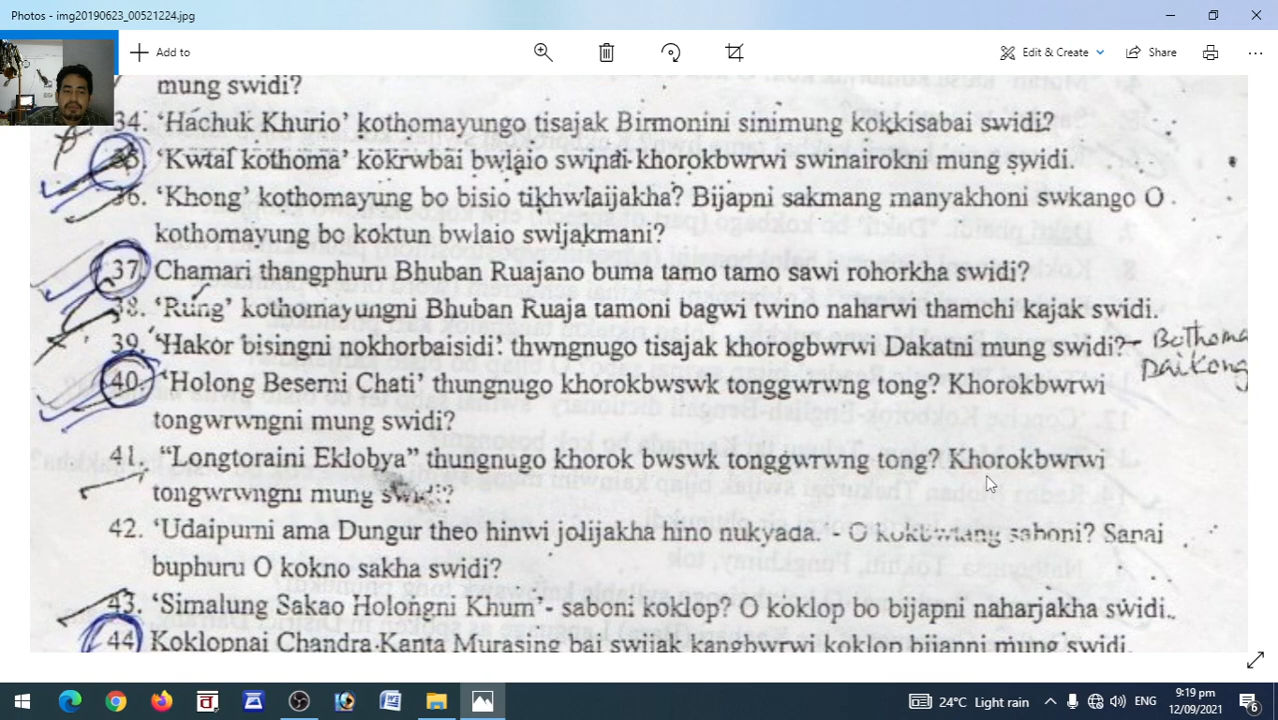 Photos - img20190623_00521224.jpg
Add to
Edit & Create
Share
mung swidi?
34. ‘Hachuk Khurio’ kothomayungo tisajak Birmonini sinimung kokkisabai swidi?
‘Kwtal kothoma’ kokrwbai bwlaio swinai khorokbwrwi swinairokni mung swidi.
36. ‘Khong’ kothomayung bo bisio tikhwlaijakha? Bijapni sakmang manyakhoni swkango O
kothomayung bo koktun bwlaio swijakmani?
37. Chamari thangphuru Bhuban Ruajano buma tamo tamo sawi rohorkha swidi?
38. ‘Rung’ kothomayungni Bhuban Ruaja tamoni bagwi twino naharwi thamchi kajak swidi.
39. ‘Hakor bisingni nokhorbaisidi’ thwngnugo tisajak khorogbwrwi Dakatni mung swidi? - Bothoma
Daikong
40. ‘Holong Beserni Chati’ thungnugo khorokbwswk tonggwrwng tong? Khorokbwrwi
tongwrwngni mung swidi?
41. “Longtoraini Eklobya” thungnugo khorok bwswk tonggwrwng tong? Khorokbwrwi
tongwrwngni mung swidi?
42. ‘Udaipurni ama Dungur theo hinwi jolijakha hino nukyada. ’ - O kokbwtang saboni? Sanai
buphuru O kokno sakha swidi?
43. ‘Simalung Sakao Holongni Khum’- saboni koklop? O koklop bo bijapni naharjakha swidi.
44. Koklopnai Chandra Kanta Murasing bai swijak kangbwrwi koklop bijapni mung swidi.
24°C Light rain
ENG
9:19 pm
12/09/2021
6